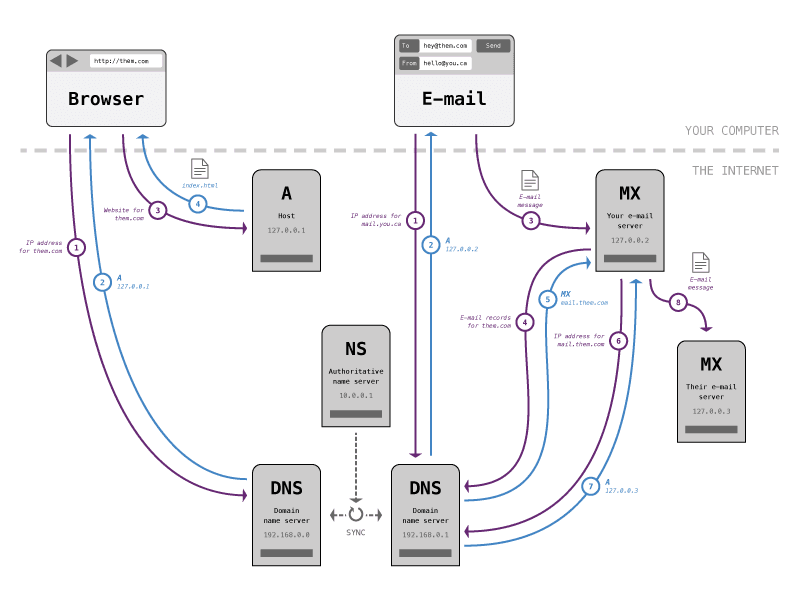 http://them.com
Browser
To
hey@them.com
Send
From
hello@you.ca
E-mail
YOUR COMPUTER
THE INTERNET
index.html
4
Website for
them.com
3
A
Host
127.0.0.1
IP address
for them.com
1
2
A
127.0.0.1
IP address for
mail.you.ca
1
2
A
127.0.0.2
E-mail
message
3
MX
Your e-mail
server
127.0.0.2
E-mail
message
8
E-mail records
for them.com
4
5
MX
mail.them.com
IP address for
mail.them.com
6
MX
Their e-mail
server
127.0.0.3
NS
Authoritative
name server
10.0.0.1
DNS
Domain
name server
192.168.0.0
SYNC
DNS
Domain
name server
192.168.0.1
7
A
127.0.0.3